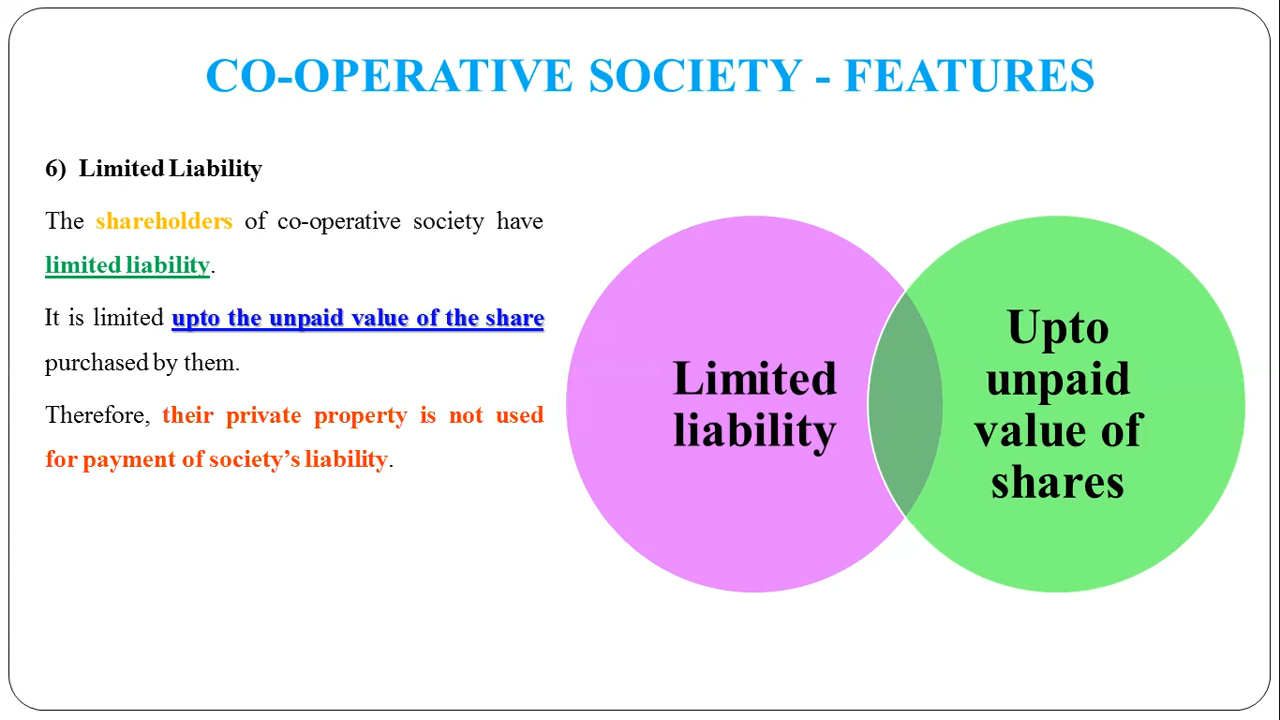 CO-OPERATIVE SOCIETY - FEATURES
6) Limited Liability
The shareholders of co-operative society have
limited liability.
It is limited upto the unpaid value of the share
purchased by them.
Therefore, their private property is not used
for payment of society’s liability.
Limited
liability
Upto
unpaid
value of
shares